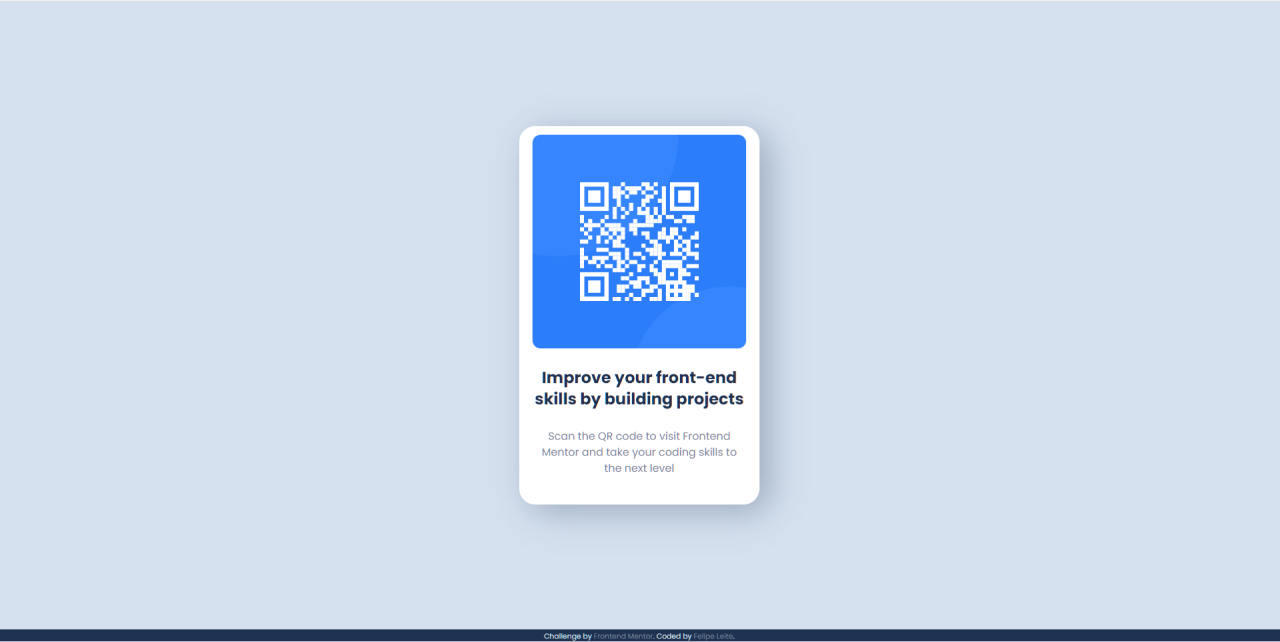 Improve your front-end
skills by building projects
Scan the QR code to visit Frontend
Mentor and take your coding skills to
the next level
Challenge by Frontend Mentor. Coded by Felipe Leite.